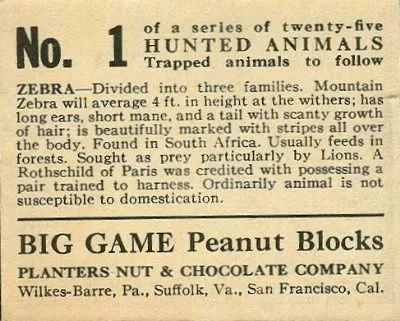 No. 1
of a series of twenty-five
HUNTED ANIMALS
Trapped animals to follow
ZEBRA—Divided into three families. Mountain
Zebra will average 4 ft. in height at the withers; has
long ears, short mane, and a tail with scanty growth
of hair; is beautifully marked with stripes all over
the body. Found in South Africa. Usually feeds in
forests. Sought as prey particularly by Lions. A
Rothschild of Paris was credited with possessing a
pair trained to harness. Ordinarily animal is not
susceptible to domestication.
BIG GAME Peanut Blocks
PLANTERS NUT & CHOCOLATE COMPANY
Wilkes-Barre, Pa., Suffolk, Va., San Francisco, Cal.